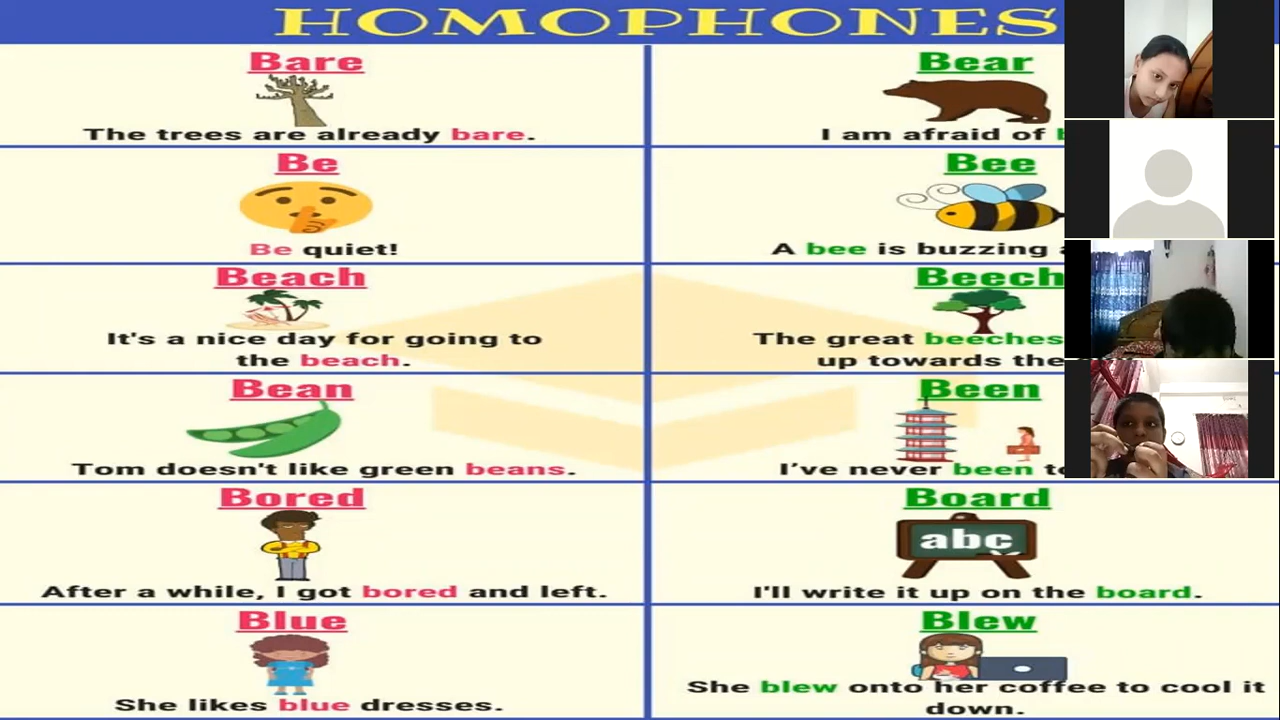 HOMOPHONES
Bare
The trees are already bare.
Bear
I am afraid of
Be
Be quiet!
Bee
A bee is buzzing
Beach
It's a nice day for going to
the beach.
Beech
The great beeches
up towards the
Bean
Tom doesn't like green beans.
Been
I've never been
Bored
After a while, I got bored and left.
Board
abc
I'll write it up on the board.
Blue
She likes blue dresses.
Blew
She blew onto her coffee to cool it
down.